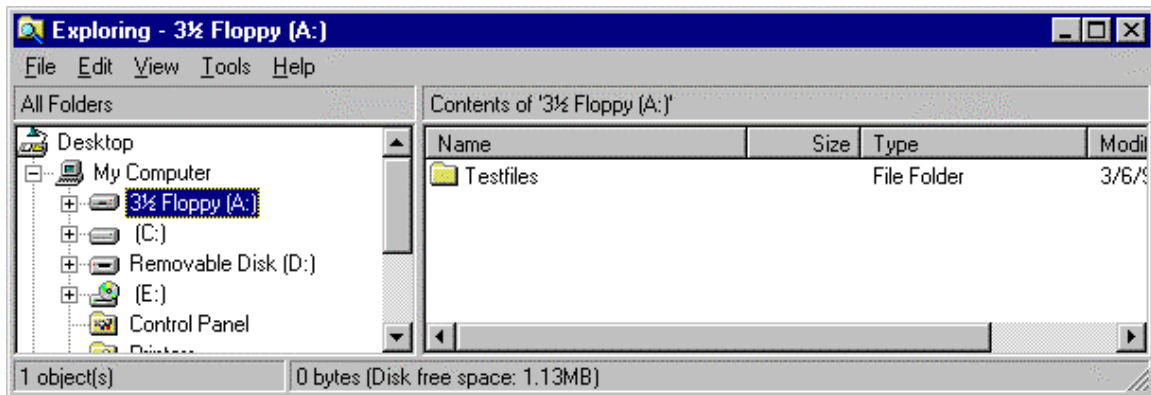 Exploring - 3½ Floppy (A:)
File Edit View Tools Help
All Folders
Contents of '3½ Floppy (A:)'
Desktop
My Computer
3½ Floppy (A:)
(C:)
Removable Disk (D:)
(E:)
Control Panel
Name Size Type
Testfiles File Folder
1 object(s)
0 bytes (Disk free space: 1.13MB)